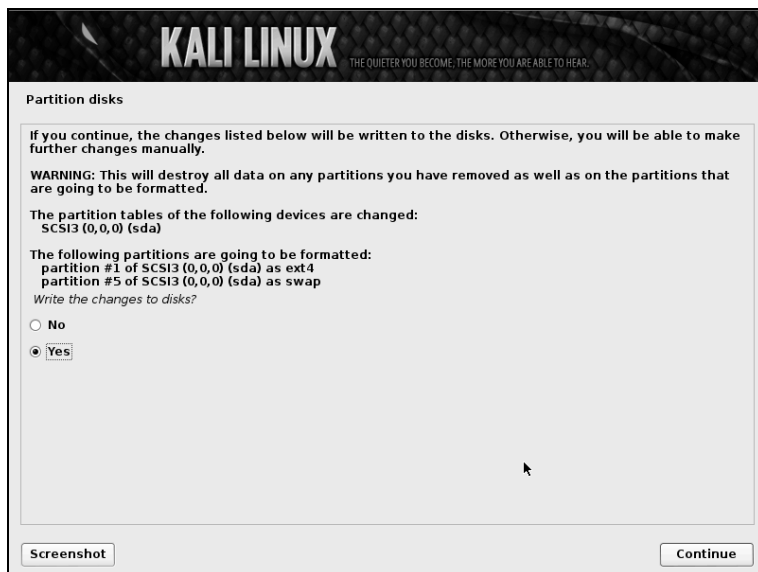 KALI LINUX
THE QUIETER YOU BECOME, THE MORE YOU ARE ABLE TO HEAR.
Partition disks
If you continue, the changes listed below will be written to the disks. Otherwise, you will be able to make
further changes manually.
WARNING: This will destroy all data on any partitions you have removed as well as on the partitions that
are going to be formatted.
The partition tables of the following devices are changed:
SCSI3 (0,0,0) (sda)
The following partitions are going to be formatted:
partition #1 of SCSI3 (0,0,0) (sda) as ext4
partition #5 of SCSI3 (0,0,0) (sda) as swap
Write the changes to disks?
No
Yes
Screenshot
Continue